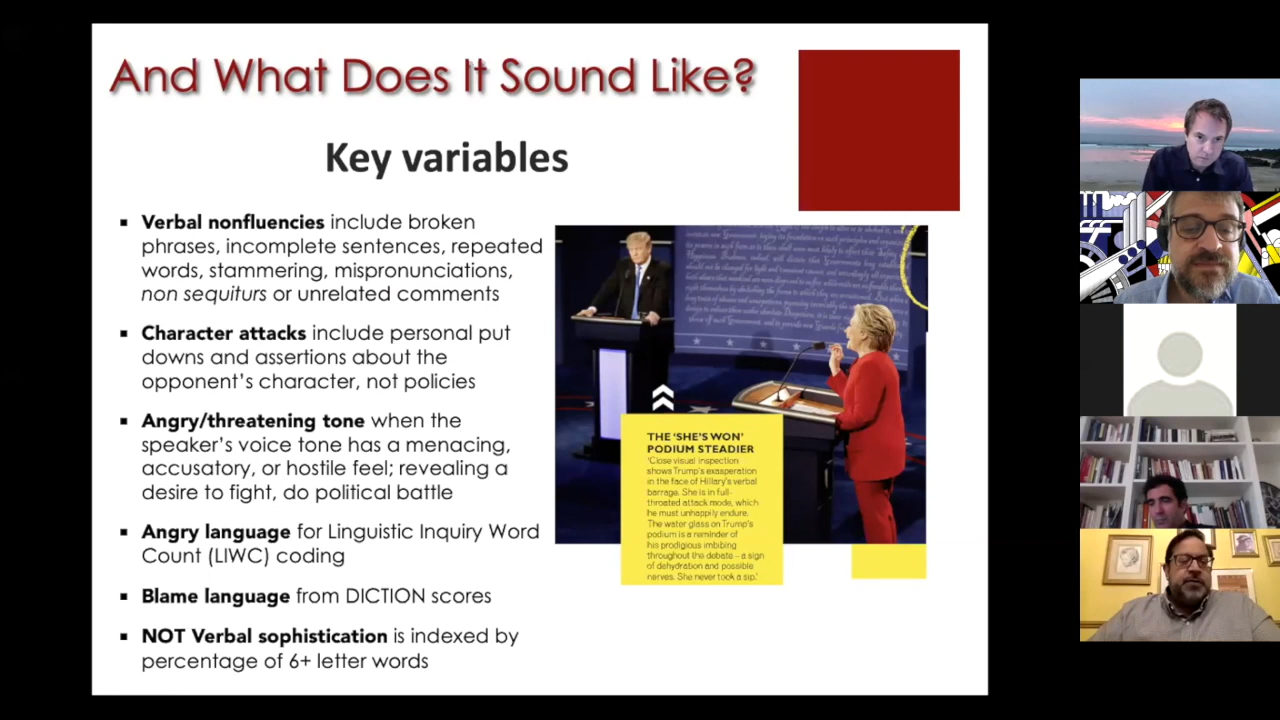 And What Does It Sound Like?
Key variables
▪ Verbal nonfluencies include broken
phrases, incomplete sentences, repeated
words, stammering, mispronunciations,
non sequiturs or unrelated comments
▪ Character attacks include personal put
downs and assertions about the
opponent's character, not policies
▪ Angry/threatening tone when the
speaker's voice tone has a menacing,
accusatory, or hostile feel; revealing a
desire to fight, do political battle
▪ Angry language for Linguistic Inquiry Word
Count (LIWC) coding
▪ Blame language from DICTION scores
▪ NOT Verbal sophistication is indexed by
percentage of 6+ letter words
THE 'SHE'S WON'
PODIUM STEADIER
'Close visual inspection
shows Trump's exasperation
in the face of Hillary's verbal
barrage. She is in full-
throated attack mode, which
he must unhappily endure.
The water glass on Trump's
podium is a reminder of
his prodigious imbibing
throughout the debate – a sign
of dehydration and possible
nerves. She never took a sip.'